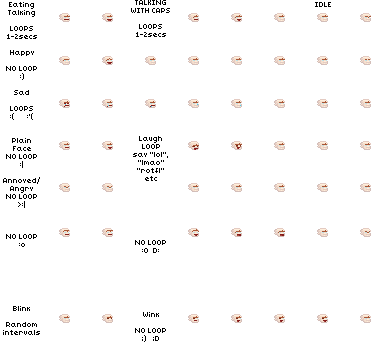 Eating
Talking
LOOPS
1-2secs
TALKING
WITH CAPS
LOOPS
1-2secs
IDLE
Happy
NO LOOP
:)
Sad
LOOPS
:( :'(
Plain
Face
NO LOOP
:|
Laugh
LOOP
say "lol",
"lmao"
"rotfl"
etc
Annoyed/
Angry
NO LOOP
>:|
NO LOOP
:o
NO LOOP
:O D:
Blink
Random
intervals
Wink
NO LOOP
;) ;D